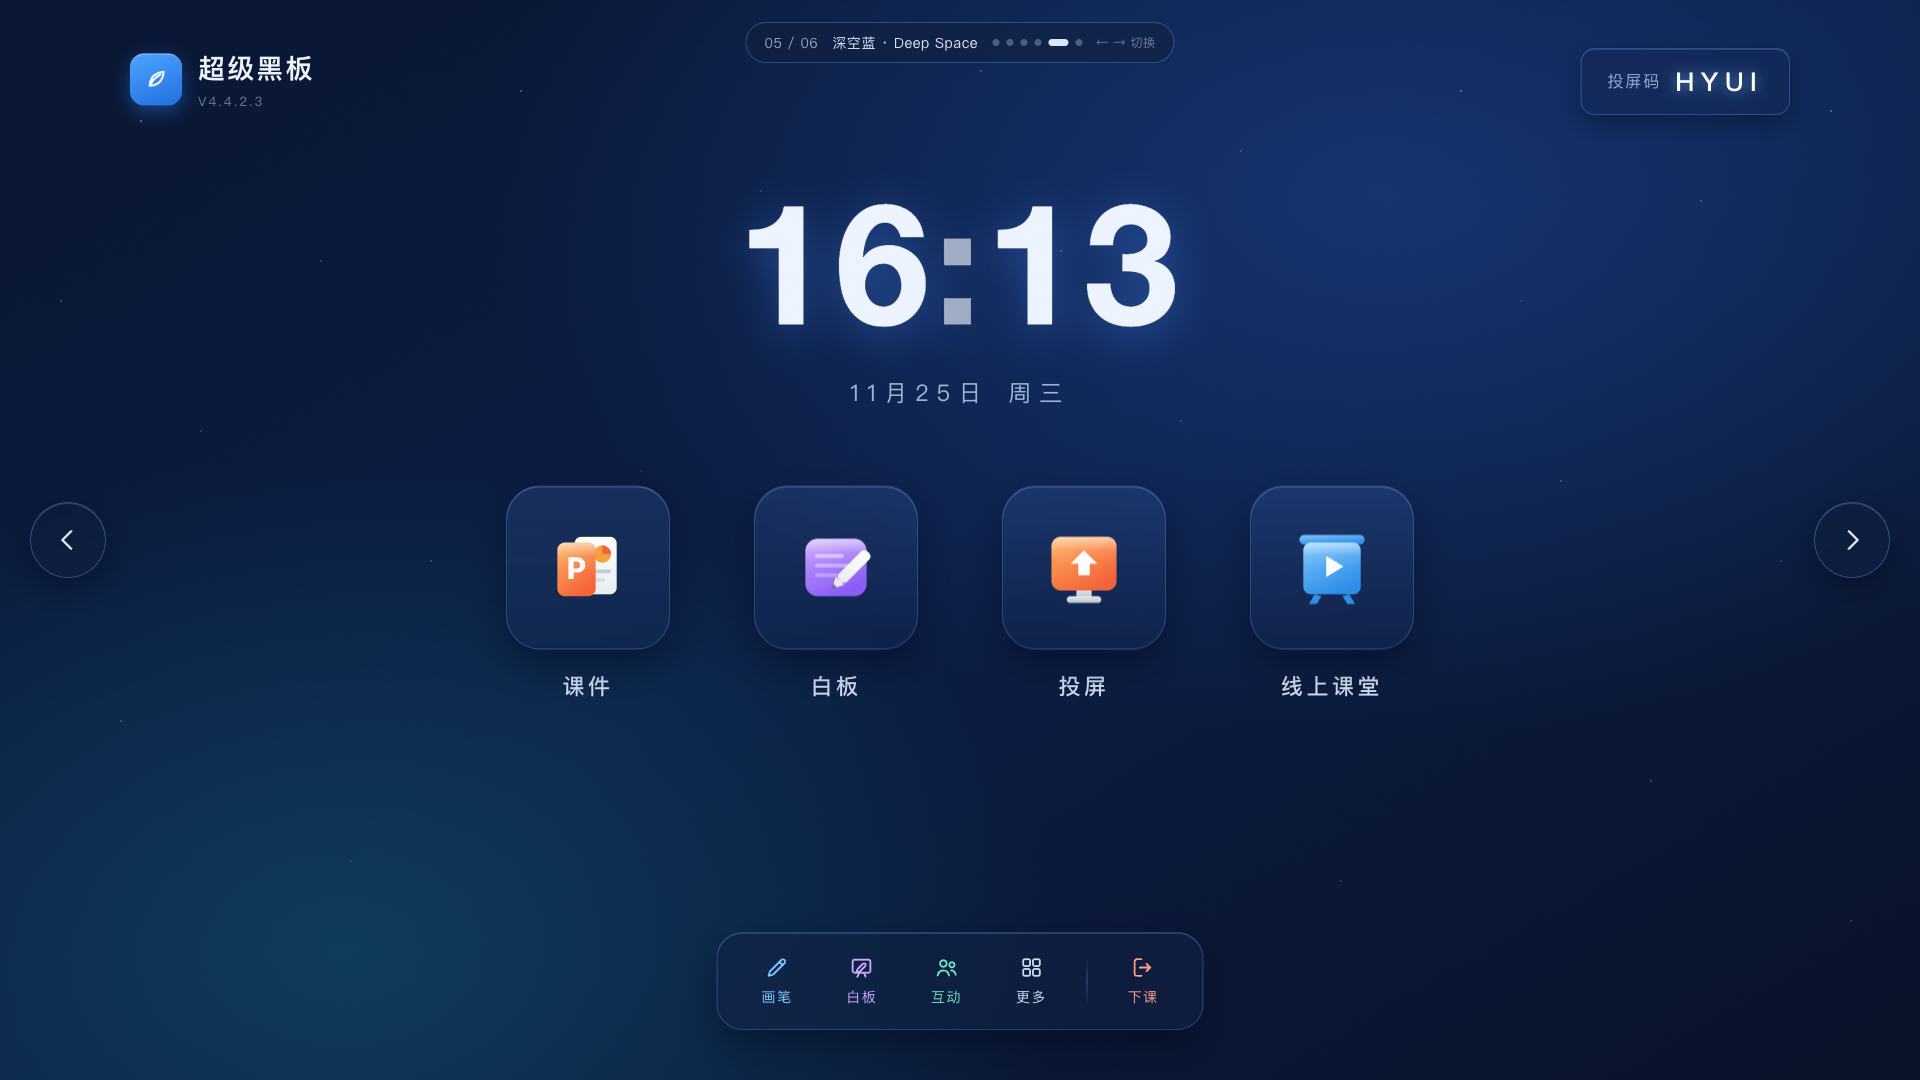 05 / 06 深空蓝 · Deep Space ← → 切换
超级黑板
V4.4.2.3
投屏码 HYUI
16:13
11月25日 周三
P
课件 白板 投屏 线上课堂
画笔 白板 互动 更多 下课